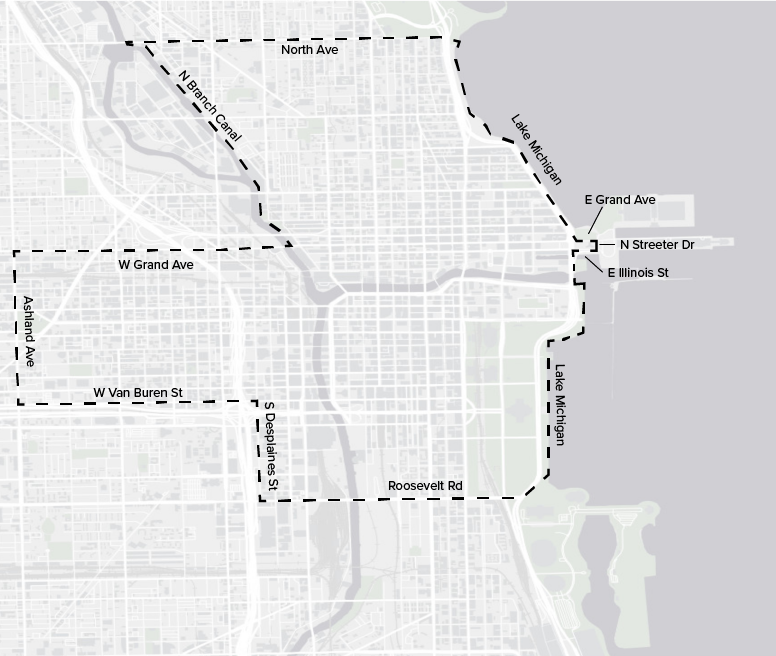 North Ave
N Branch Canal
Lake Michigan
E Grand Ave
N Streeter Dr
W Grand Ave
E Illinois St
Ashland Ave
Lake Michigan
W Van Buren St
S Desplaines St
Roosevelt Rd